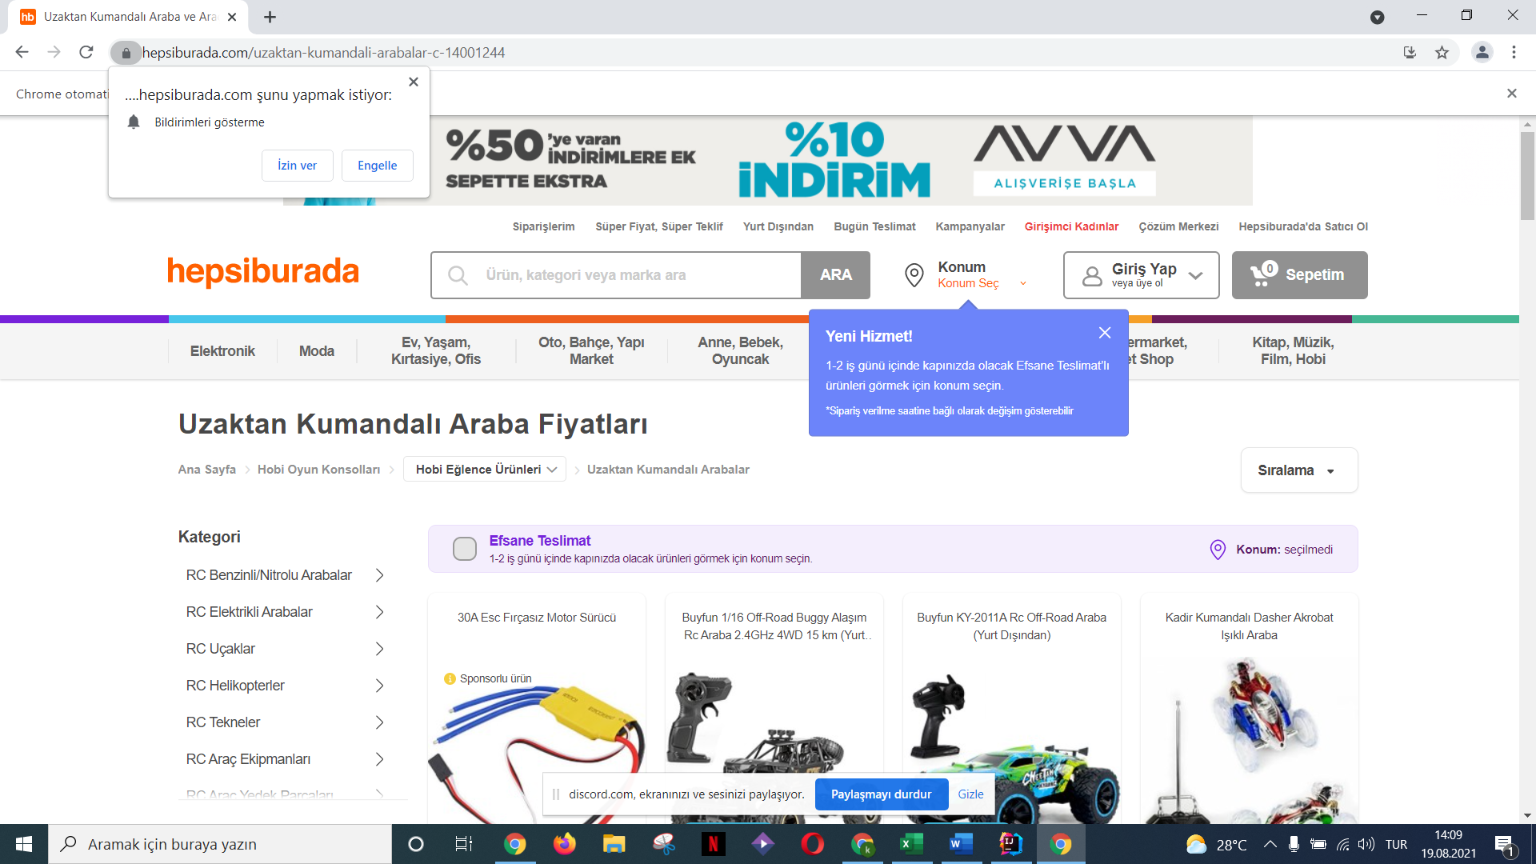 Uzaktan Kumandalı Araba ve Ara
hepsiburada.com/uzaktan-kumandali-arabalar-c-14001244
Chrome otomati
....hepsiburada.com şunu yapmak istiyor:
Bildirimleri gösterme
İzin ver
Engelle
%50 'ye varan İNDİRİMLERE EK
SEPETTE EKSTRA
%10
İNDİRİM
AVVA
ALIŞVERİŞE BAŞLA
Siparişlerim Süper Fiyat, Süper Teklif Yurt Dışından Bugün Teslimat Kampanyalar Girişimci Kadınlar Çözüm Merkezi Hepsiburada'da Satıcı Ol
hepsiburada
Ürün, kategori veya marka ara
ARA
Konum
Konum Seç
Giriş Yap
veya üye ol
0
Sepetim
Elektronik
Moda
Ev, Yaşam,
Kırtasiye, Ofis
Oto, Bahçe, Yapı
Market
Anne, Bebek,
Oyuncak
ermarket,
et Shop
Kitap, Müzik,
Film, Hobi
Yeni Hizmet!
1-2 iş günü içinde kapınızda olacak Efsane Teslimat'lı
ürünleri görmek için konum seçin.
*Sipariş verilme saatine bağlı olarak değişim gösterebilir
Uzaktan Kumandalı Araba Fiyatları
Ana Sayfa Hobi Oyun Konsolları Hobi Eğlence Ürünleri Uzaktan Kumandalı Arabalar
Sıralama
Kategori
RC Benzinli/Nitrolu Arabalar
RC Elektrikli Arabalar
RC Uçaklar
RC Helikopterler
RC Tekneler
RC Araç Ekipmanları
RC Araç Yedek Parçaları
Efsane Teslimat
1-2 iş günü içinde kapınızda olacak ürünleri görmek için konum seçin.
Konum: seçilmedi
30A Esc Fırçasız Motor Sürücü
Sponsorlu ürün
Buyfun 1/16 Off-Road Buggy Alaşım
Rc Araba 2.4GHz 4WD 15 km (Yurt..
Buyfun KY-2011A Rc Off-Road Araba
(Yurt Dışından)
Kadir Kumandalı Dasher Akrobat
Işıklı Araba
discord.com, ekranınızı ve sesinizi paylaşıyor.
Paylaşmayı durdur
Gizle
Aramak için buraya yazın
28°C
TUR
14:09
19.08.2021
1